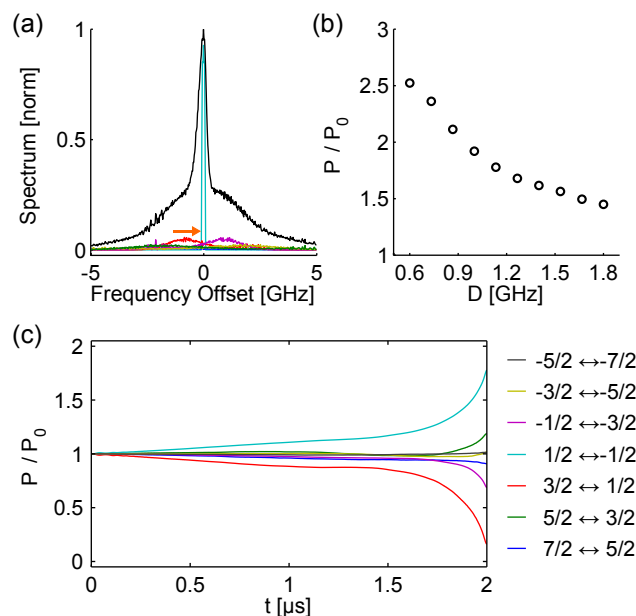 (a)
1
0.5
0
-5
0
5
Spectrum [norm]
Frequency Offset [GHz]
(b)
3
2.5
2
1.5
1
0.6
0.9
1.2
1.5
1.8
P / P0
D [GHz]
(c)
2
1.5
1
0.5
0
0
0.5
1
1.5
2
P / P0
t [µs]
-5/2 ↔-7/2
-3/2 ↔-5/2
-1/2 ↔-3/2
1/2 ↔-1/2
3/2 ↔ 1/2
5/2 ↔ 3/2
7/2 ↔ 5/2